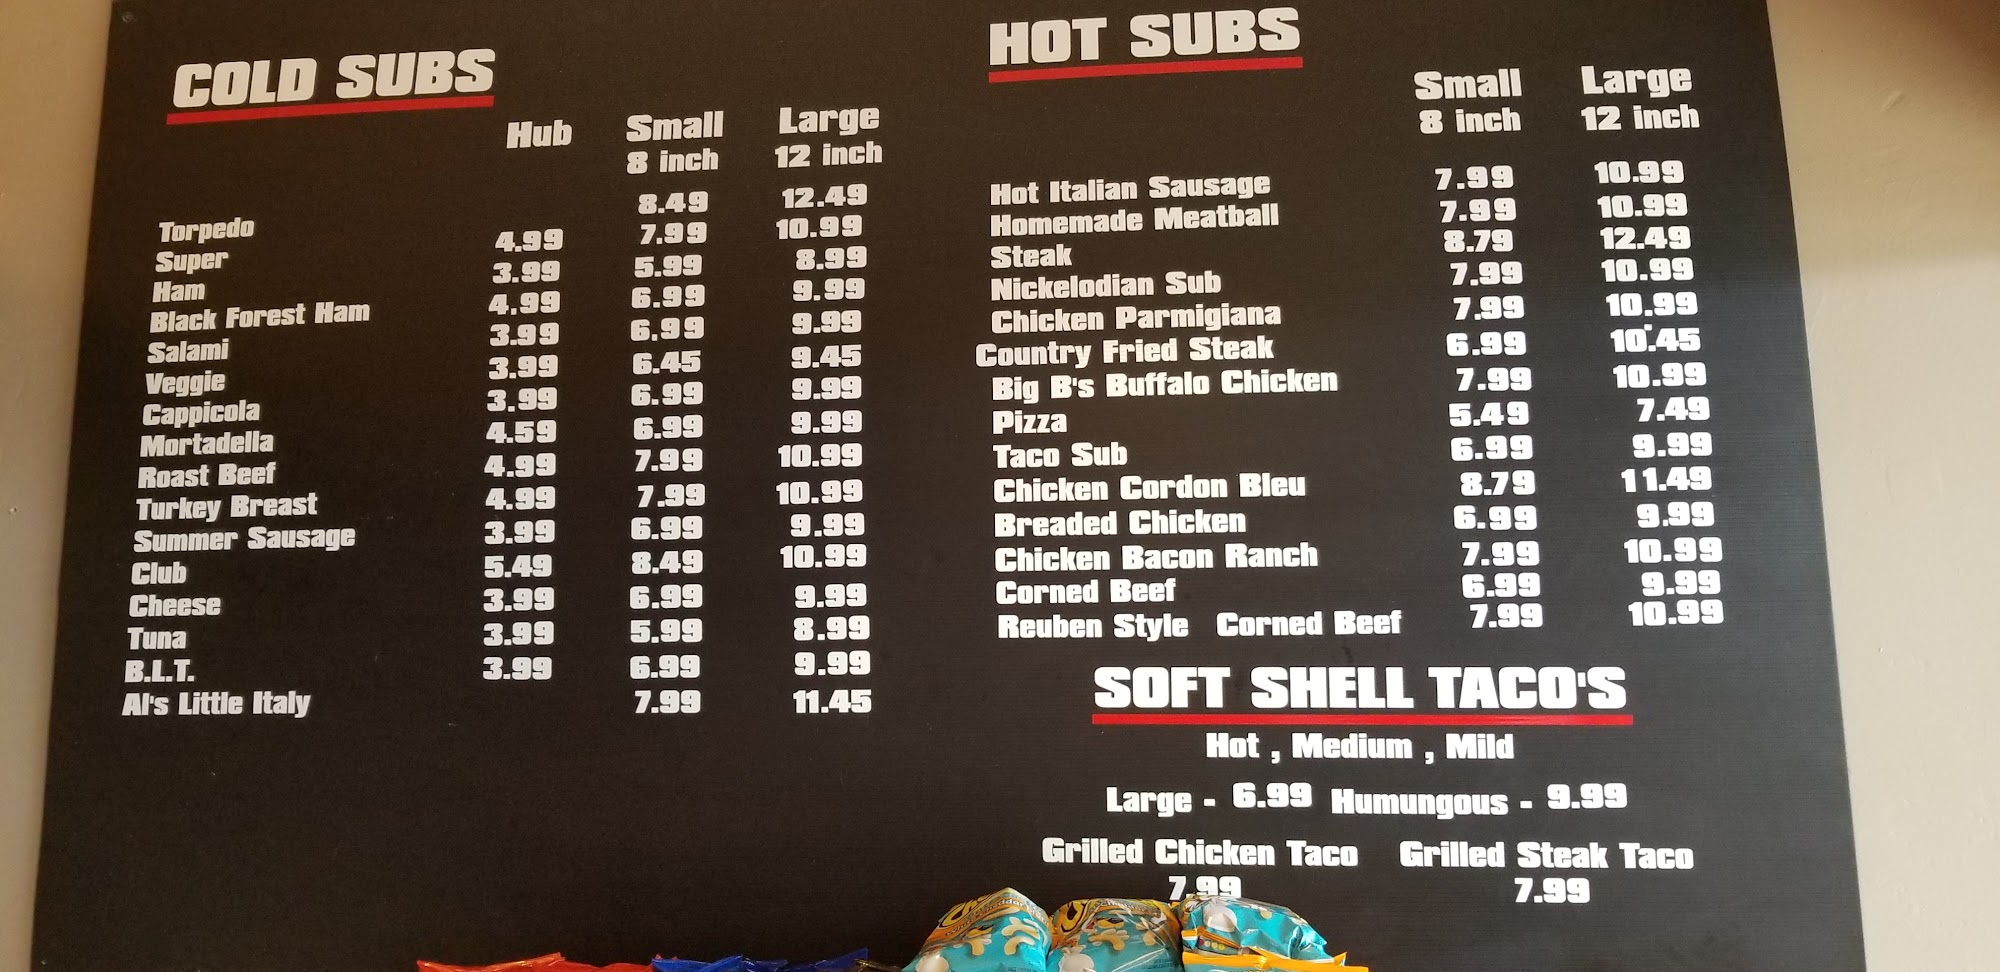 COLD SUBS
Hub Small Large
8 inch 12 inch
Torpedo 8.49 12.49
Super 4.99 7.99 10.99
Ham 3.99 5.99 8.99
Black Forest Ham 4.99 6.99 9.99
Salami 3.99 6.99 9.99
Veggie 3.99 6.45 9.45
Cappicola 3.99 6.99 9.99
Mortadella 4.59 6.99 9.99
Roast Beef 4.99 7.99 10.99
Turkey Breast 4.99 7.99 10.99
Summer Sausage 3.99 6.99 9.99
Club 5.49 8.49 10.99
Cheese 3.99 6.99 9.99
Tuna 3.99 5.99 8.99
B.L.T. 3.99 6.99 9.99
Al's Little Italy 7.99 11.45
HOT SUBS
Small Large
8 inch 12 inch
Hot Italian Sausage 7.99 10.99
Homemade Meatball 7.99 10.99
Steak 8.79 12.49
Nickelodian Sub 7.99 10.99
Chicken Parmigiana 7.99 10.99
Country Fried Steak 6.99 10.45
Big B's Buffalo Chicken 7.99 10.99
Pizza 5.49 7.49
Taco Sub 6.99 9.99
Chicken Cordon Bleu 8.79 11.49
Breaded Chicken 6.99 9.99
Chicken Bacon Ranch 7.99 10.99
Corned Beef 6.99 9.99
Reuben Style Corned Beef 7.99 10.99
SOFT SHELL TACO'S
Hot , Medium , Mild
Large - 6.99 Humungous - 9.99
Grilled Chicken Taco Grilled Steak Taco
7.99 7.99